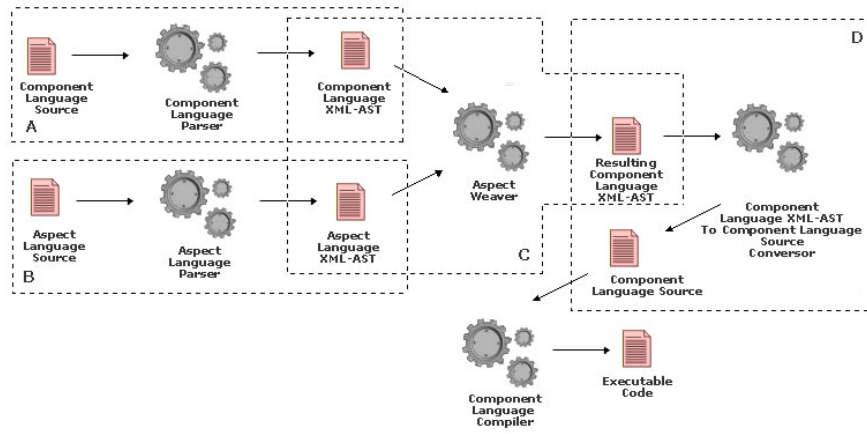 D
Component
Language
Source
Component
Language
Parser
Component
Language
XML-AST
A
Aspect
Weaver
Resulting
Component
Language
XML-AST
Component
Language XML-AST
To Component Language
Source
Conversor
Aspect
Language
Source
Aspect
Language
Parser
Aspect
Language
XML-AST
B
C
Component
Language Source
Component
Language
Compiler
Executable
Code